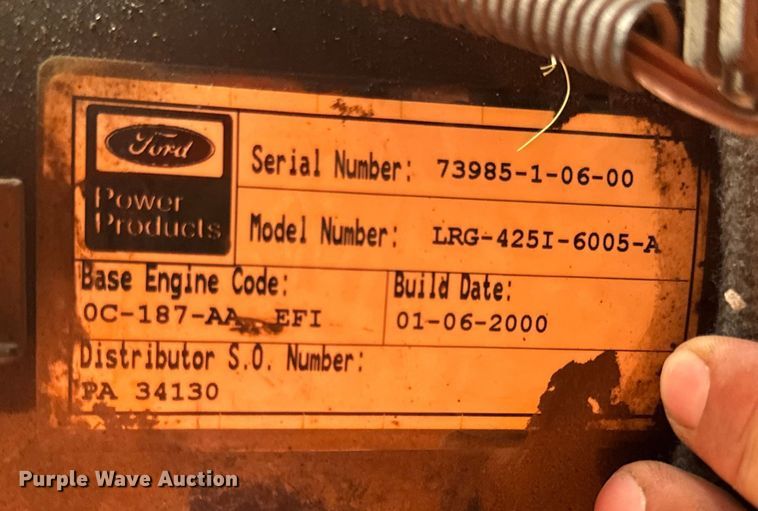 Ford
Power
Products
Serial Number: 73985-1-06-00
Model Number: LRG-425I-6005-A
Base Engine Code:
0C-187-AA EFI
Build Date:
01-06-2000
Distributor S.O. Number:
PA 34130
Purple Wave Auction